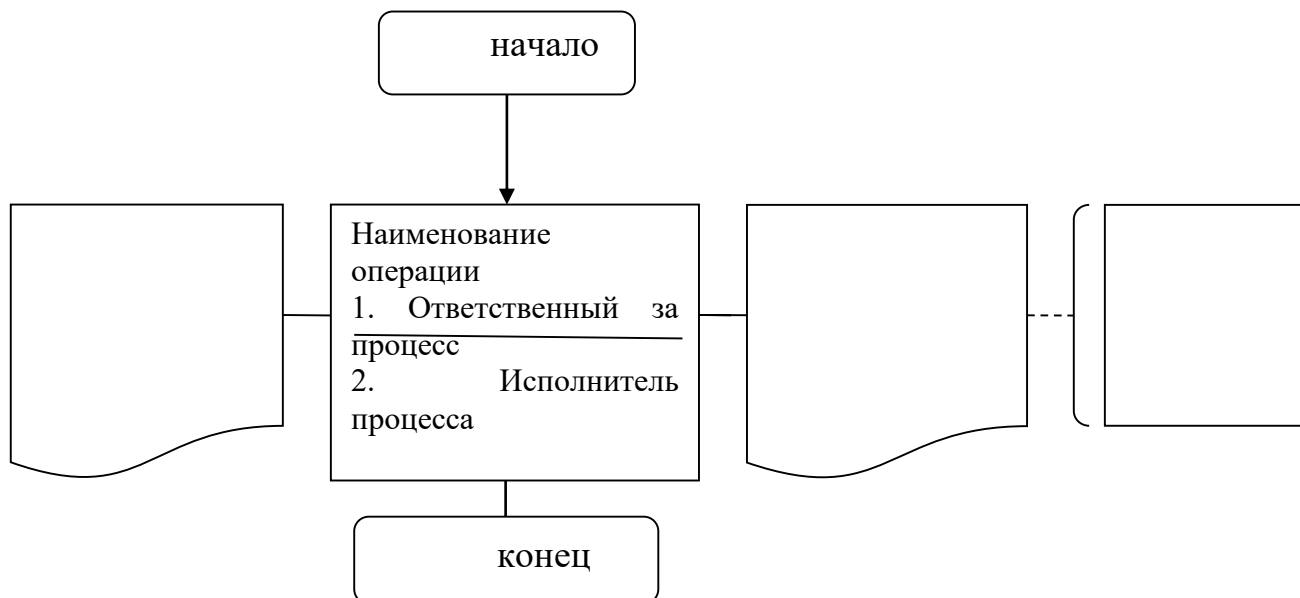 начало
Наименование
операции
1. Ответственный за
процесс
2. Исполнитель
процесса
конец